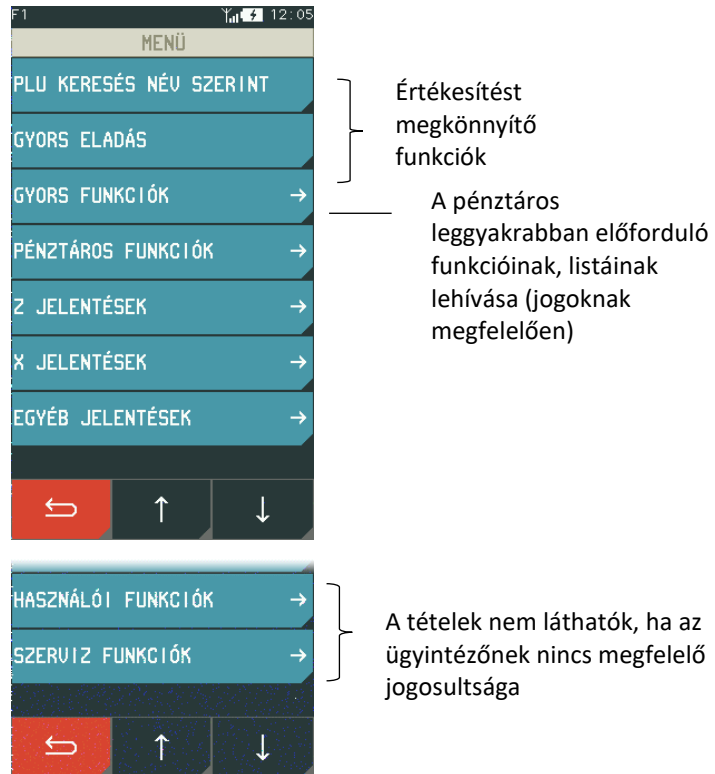 F1 12:05
MENÜ
PLU KERESÉS NÉV SZERINT
GYORS ELADÁS
GYORS FUNKCIÓK →
PÉNZTÁROS FUNKCIÓK →
Z JELENTÉSEK →
X JELENTÉSEK →
EGYÉB JELENTÉSEK →
↑ ↓
Értékesítést
megkönnyítő
funkciók
A pénztáros
leggyakrabban előforduló
funkcióinak, listáinak
lehívása (jogoknak
megfelelően)
HASZNÁLÓI FUNKCIÓK →
SZERVIZ FUNKCIÓK →
↑ ↓
A tételek nem láthatók, ha az
ügyintézőnek nincs megfelelő
jogosultsága